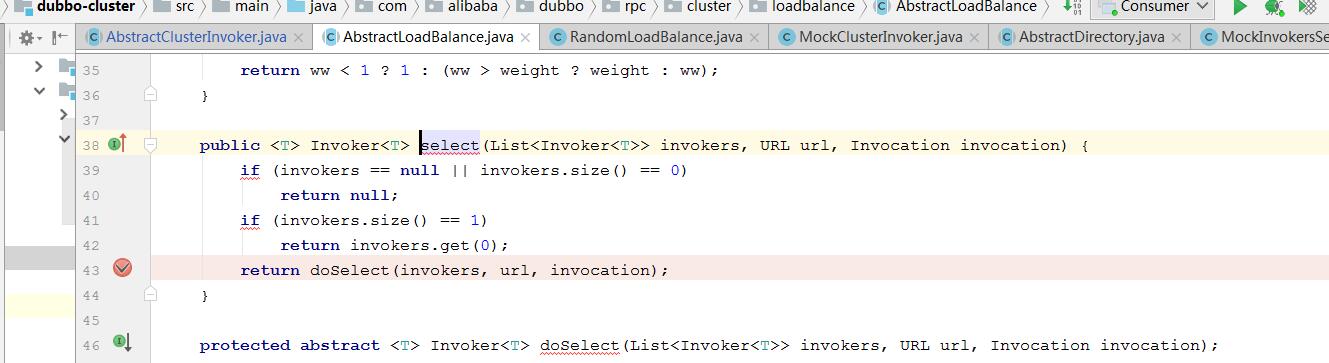 dubbo-cluster src main java com alibaba dubbo rpc cluster loadbalance AbstractLoadBalance Consumer
AbstractClusterInvoker.java AbstractLoadBalance.java RandomLoadBalance.java MockClusterInvoker.java AbstractDirectory.java MockInvokersSe
35 return ww < 1 ? 1 : (ww > weight ? weight : ww);
36 }
37
38 public <T> Invoker<T> select(List<Invoker<T>> invokers, URL url, Invocation invocation) {
39 if (invokers == null || invokers.size() == 0)
40 return null;
41 if (invokers.size() == 1)
42 return invokers.get(0);
43 return doSelect(invokers, url, invocation);
44 }
45
46 protected abstract <T> Invoker<T> doSelect(List<Invoker<T>> invokers, URL url, Invocation invocation);